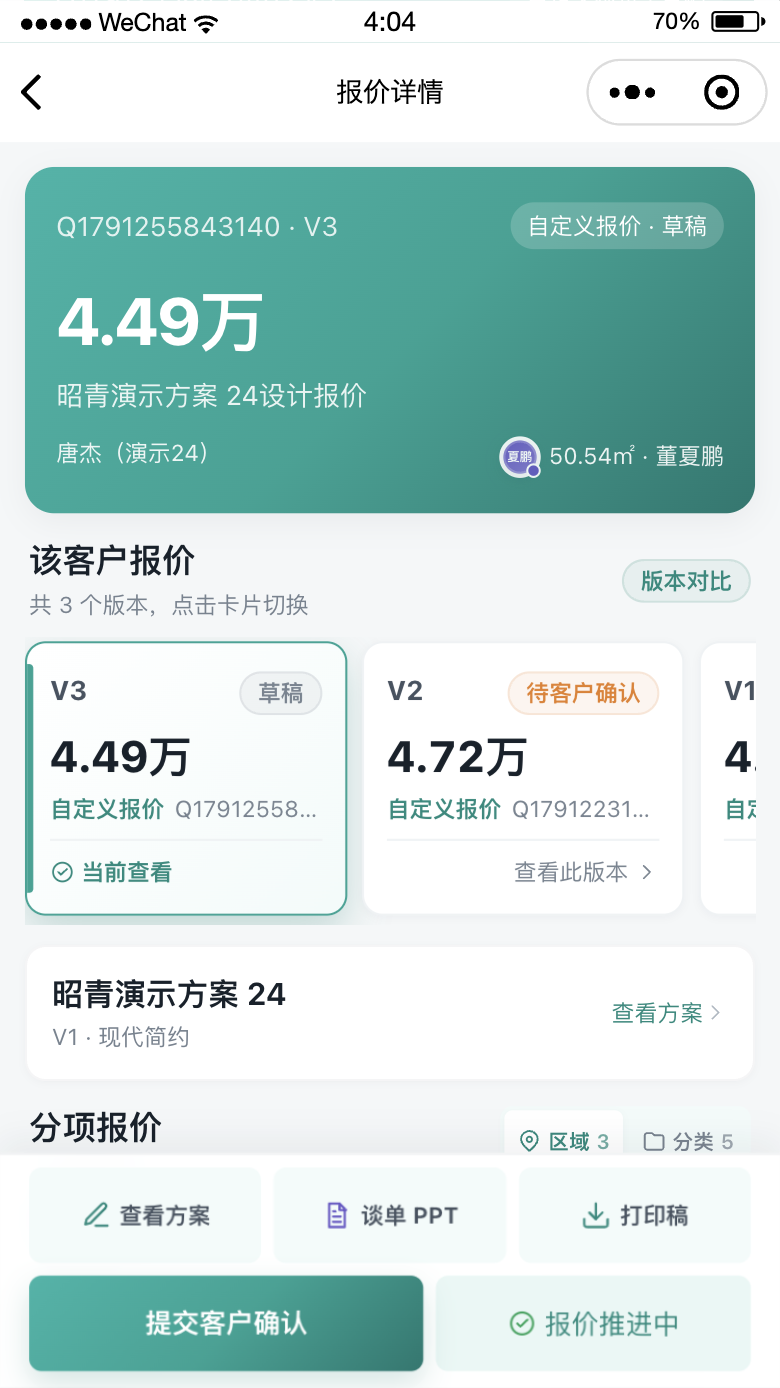 WeChat 4:04 70%
报价详情
Q1791255843140 · V3 自定义报价 · 草稿
4.49万
昭青演示方案 24设计报价
唐杰（演示24） 夏鹏 50.54㎡ · 董夏鹏
该客户报价
共 3 个版本，点击卡片切换 版本对比
V3 草稿 V2 待客户确认 V1
4.49万 4.72万 4.
自定义报价 Q17912558... 自定义报价 Q17912231... 自定
当前查看 查看此版本
昭青演示方案 24
V1 · 现代简约 查看方案
分项报价 区域 3 分类 5
查看方案 谈单 PPT 打印稿
提交客户确认 报价推进中